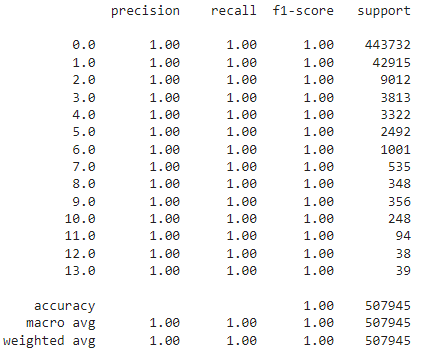 precision recall f1-score support
0.0 1.00 1.00 1.00 443732
1.0 1.00 1.00 1.00 42915
2.0 1.00 1.00 1.00 9012
3.0 1.00 1.00 1.00 3813
4.0 1.00 1.00 1.00 3322
5.0 1.00 1.00 1.00 2492
6.0 1.00 1.00 1.00 1001
7.0 1.00 1.00 1.00 535
8.0 1.00 1.00 1.00 348
9.0 1.00 1.00 1.00 356
10.0 1.00 1.00 1.00 248
11.0 1.00 1.00 1.00 94
12.0 1.00 1.00 1.00 38
13.0 1.00 1.00 1.00 39
accuracy 1.00 507945
macro avg 1.00 1.00 1.00 507945
weighted avg 1.00 1.00 1.00 507945